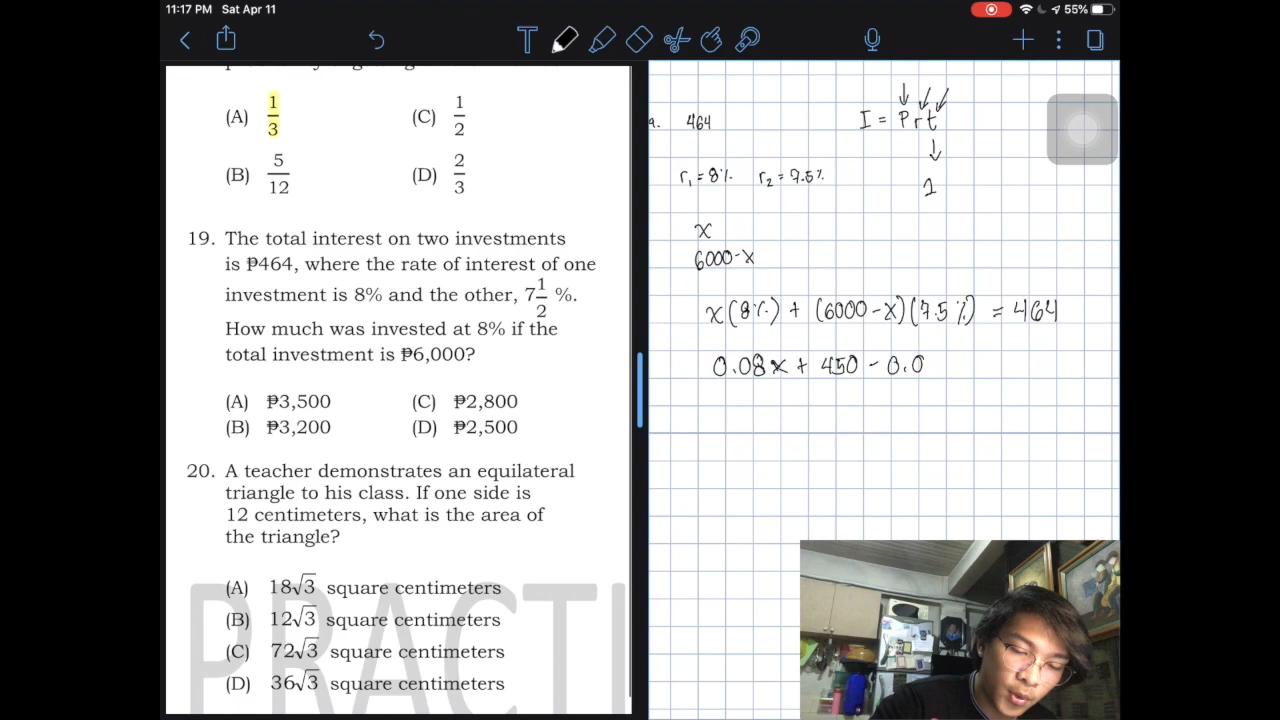 11:17 PM Sat Apr 11
55%
(A) 1/3
(C) 1/2
(B) 5/12
(D) 2/3
19. The total interest on two investments
is ₱464, where the rate of interest of one
investment is 8% and the other, 7 1/2 %.
How much was invested at 8% if the
total investment is ₱6,000?
(A) ₱3,500 (C) ₱2,800
(B) ₱3,200 (D) ₱2,500
20. A teacher demonstrates an equilateral
triangle to his class. If one side is
12 centimeters, what is the area of
the triangle?
(A) 18√3 square centimeters
(B) 12√3 square centimeters
(C) 72√3 square centimeters
(D) 36√3 square centimeters
PRACTI
464 I = Prt
1
r₁ = 8% r₂ = 7.5%
x
6000-x
x(8%) + (6000-x)(7.5%) = 464
0.08x + 450 - 0.0